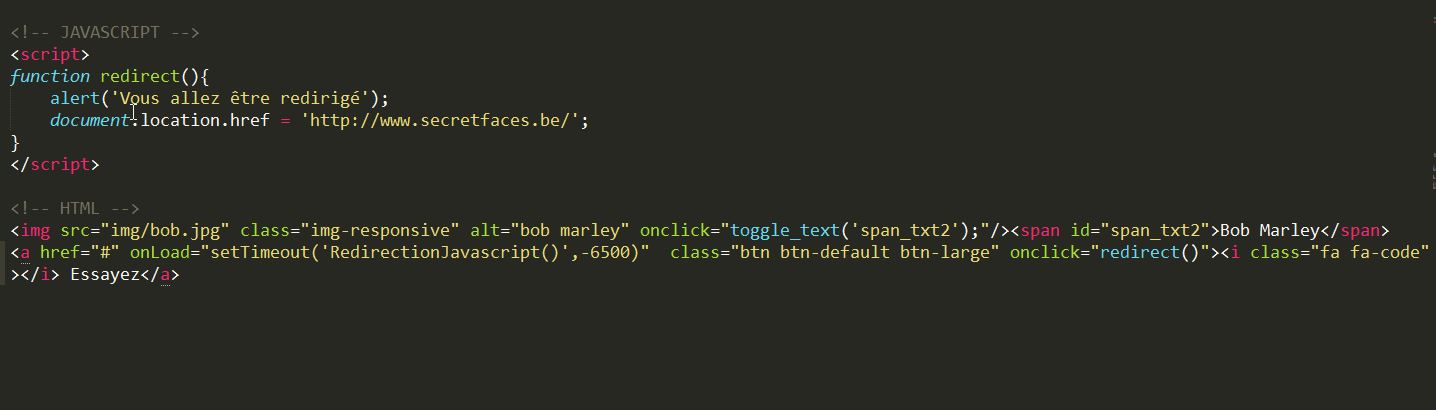 <!-- JAVASCRIPT -->
<script>
function redirect(){
    alert('Vous allez être redirigé');
    document.location.href = 'http://www.secretfaces.be/';
}
</script>

<!-- HTML -->
<img src="img/bob.jpg" class="img-responsive" alt="bob marley" onclick="toggle_text('span_txt2');"/><span id="span_txt2">Bob Marley</span>
<a href="#" onLoad="setTimeout('RedirectionJavascript()',-6500)"  class="btn btn-default btn-large" onclick="redirect()"><i class="fa fa-code"
></i> Essayez</a>